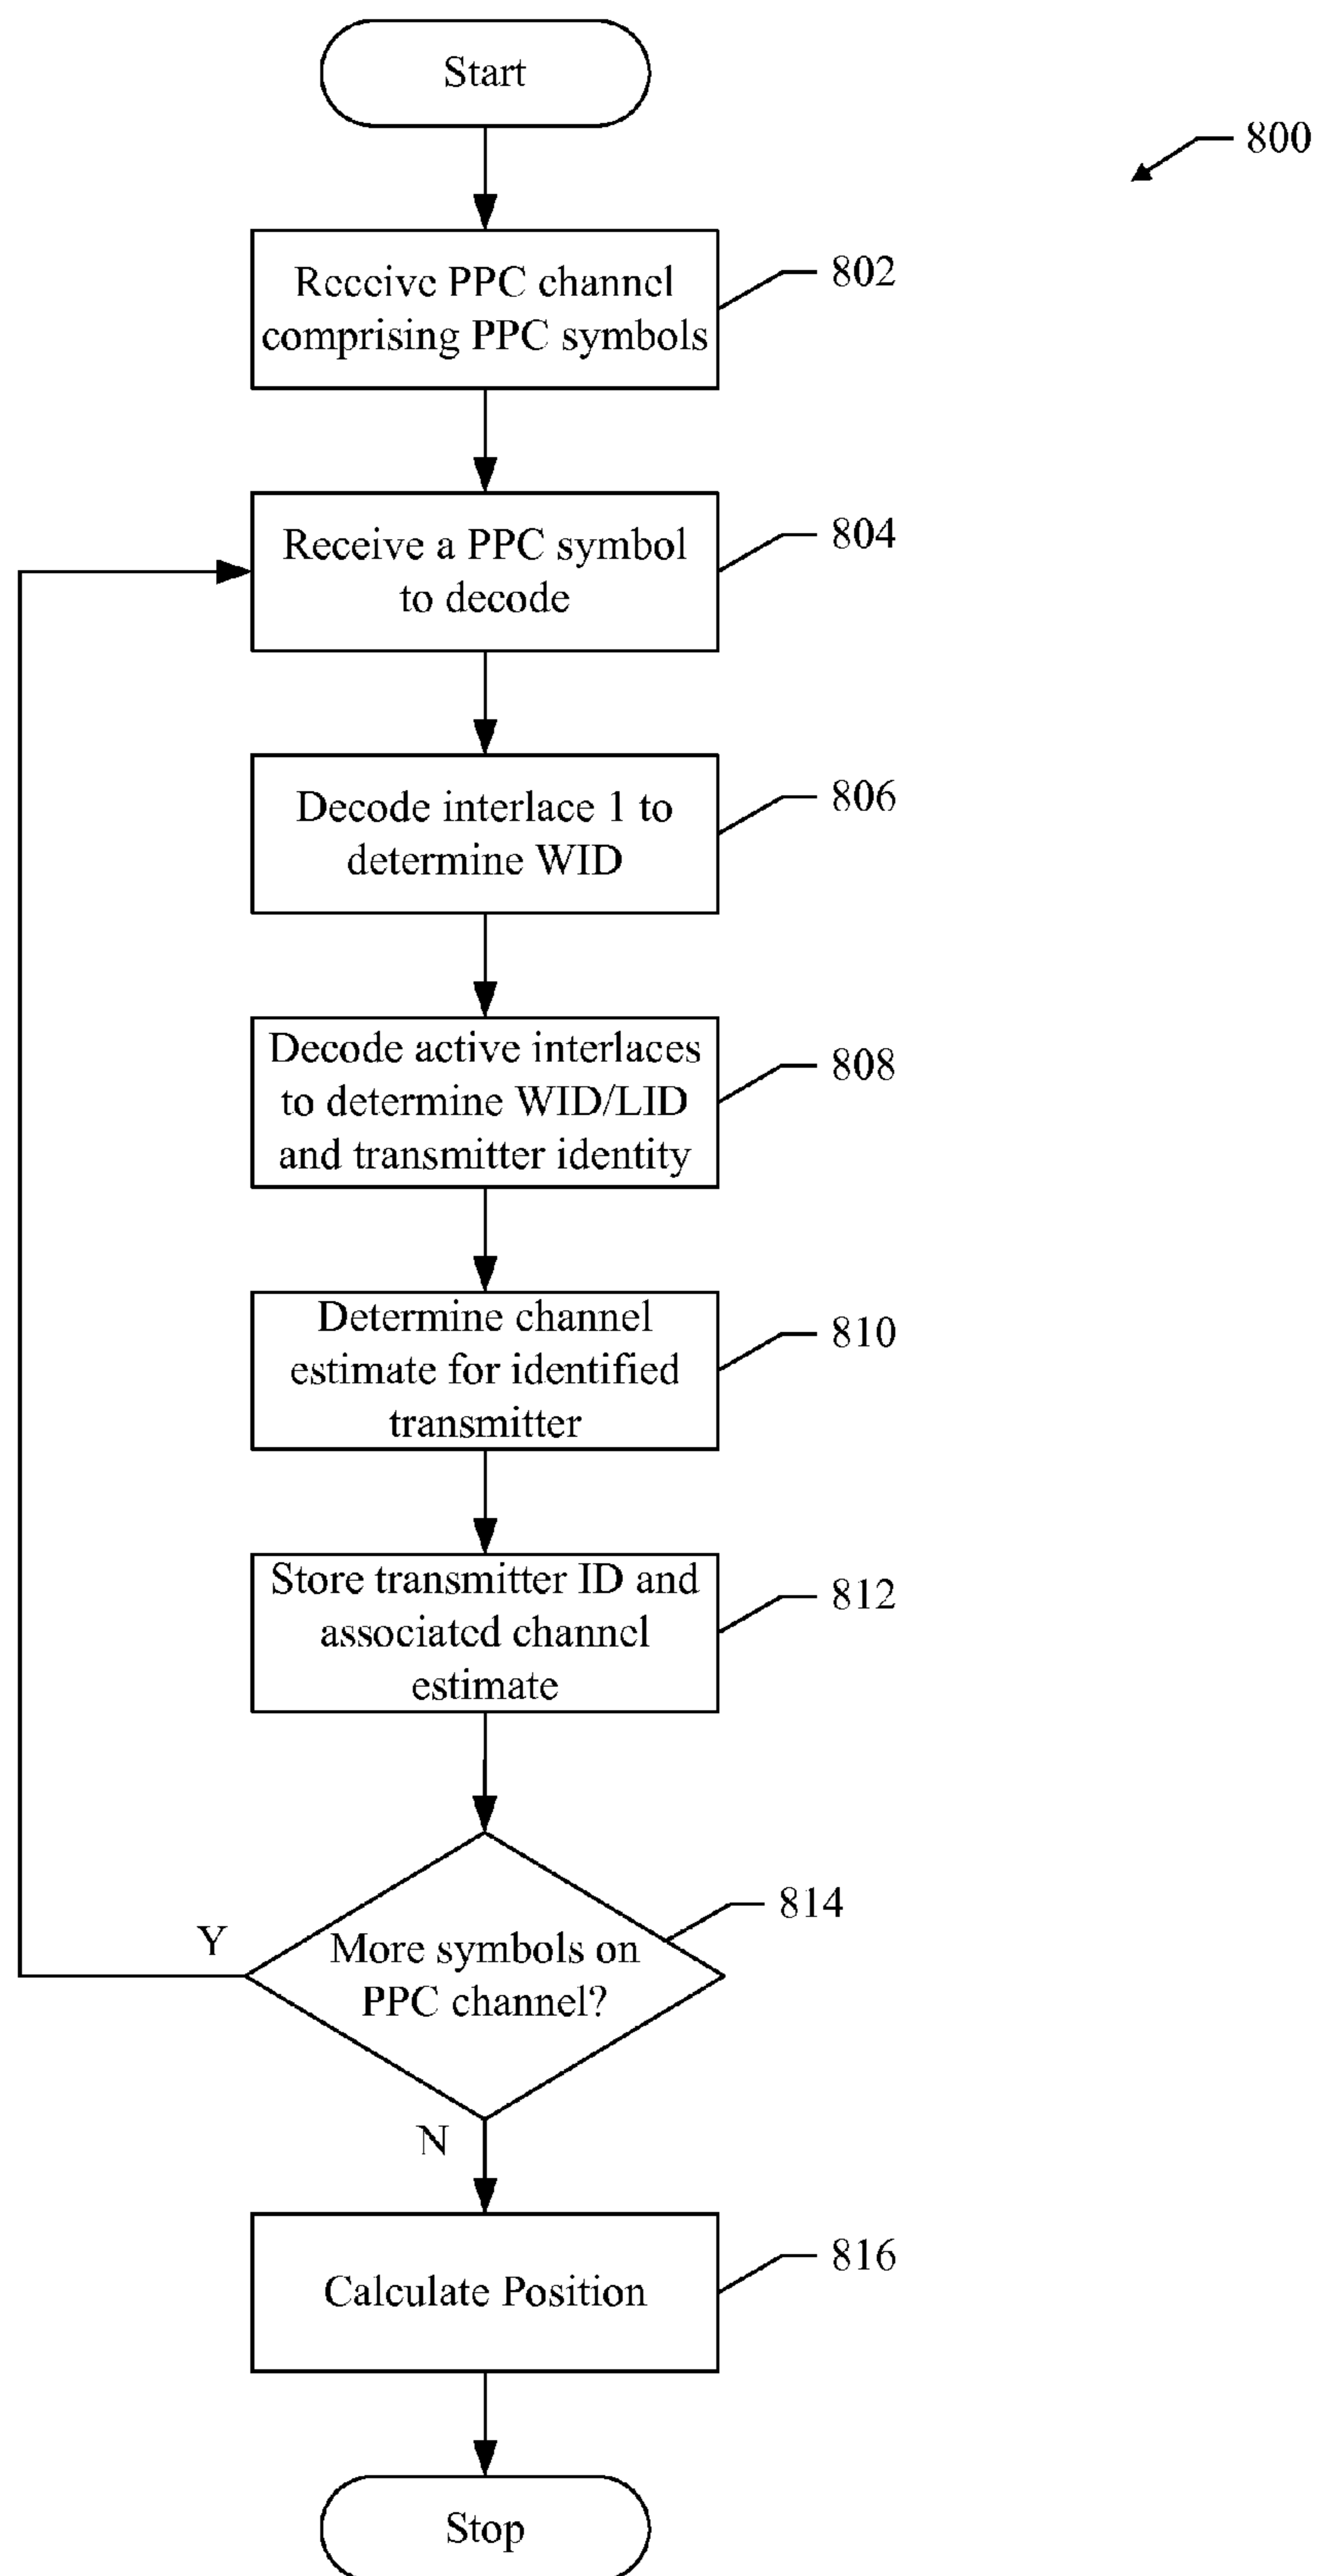 Start
800
Receive PPC channel
comprising PPC symbols
802
Receive a PPC symbol
to decode
804
Decode interlace 1 to
determine WID
806
Decode active interlaces
to determine WID/LID
and transmitter identity
808
Determine channel
estimate for identified
transmitter
810
Store transmitter ID and
associated channel
estimate
812
More symbols on
PPC channel?
814
Y
N
Calculate Position
816
Stop